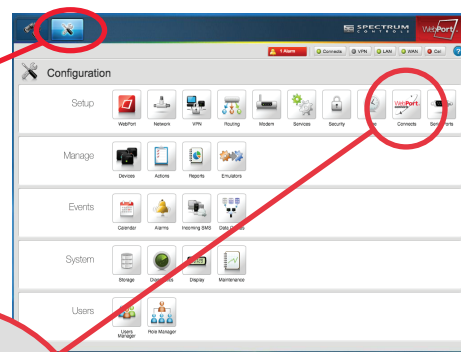 SPECTRUM
CONTROLS
WebPort
1 Alarm
Connects VPN LAN WAN Cell
Configuration
Setup
WebPort Network VPN Routing Modem Services Security Connects
WebPort
Manage
Devices Actions Reports Emulators
Events
Calendar Alarms Incoming SMS
System
Storage Display Maintenance
Users
Users
Manager
Role Manager